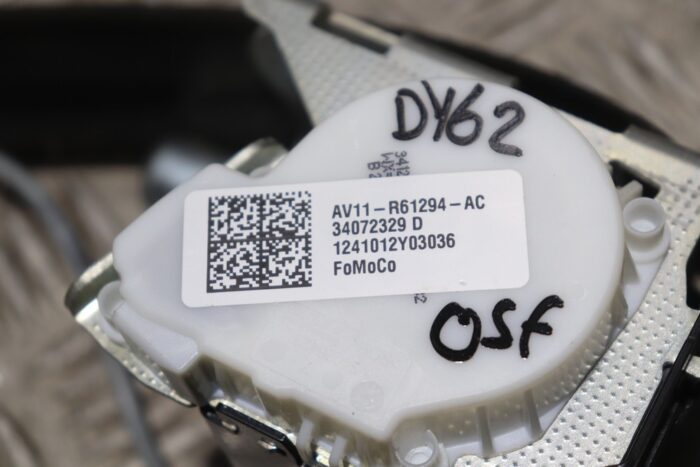 DY62
AV11-R61294-AC
34072329 D
1241012Y03036
FoMoCo
OSF